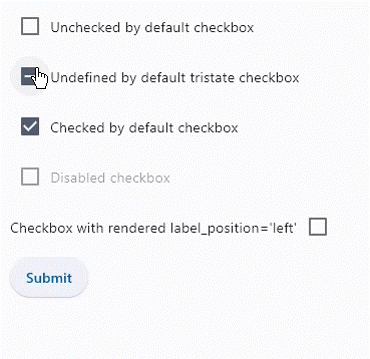 Unchecked by default checkbox
Undefined by default tristate checkbox
Checked by default checkbox
Disabled checkbox
Checkbox with rendered label_position='left'
Submit